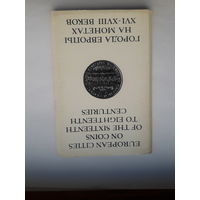 ГОРОДА ЕВРОПЫ
НА МОНЕТАХ
XVI-XVIII ВЕКОВ
EUROPEAN CITIES
ON COINS
OF THE SIXTEENTH
TO EIGHTEENTH
CENTURIES